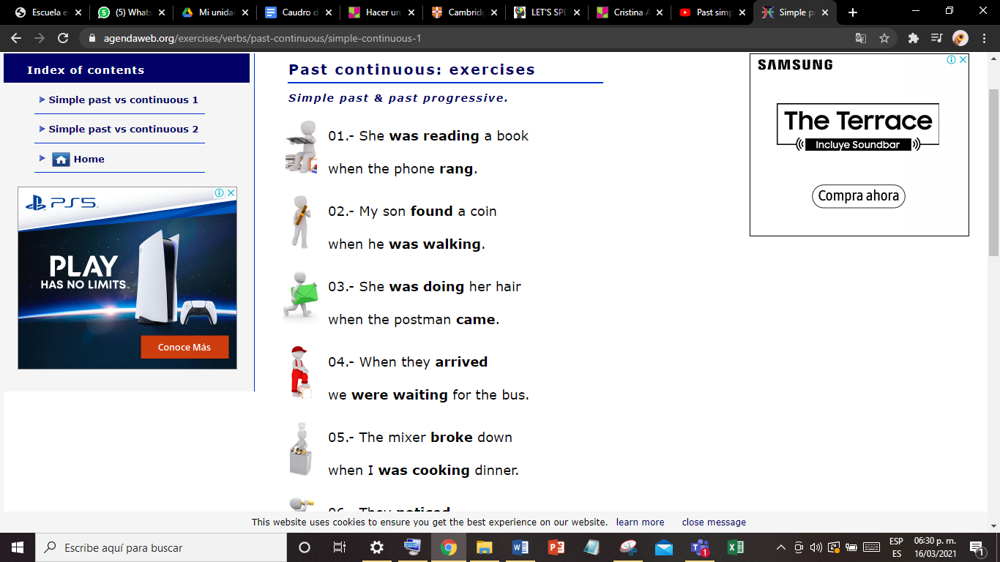 Escuela e
(5) Whats
Mi unida
Caudro d
Hacer un
Cambridg
LET'S SPE
Cristina A
Past simp
Simple pa
agendaweb.org/exercises/verbs/past-continuous/simple-continuous-1
Index of contents
Simple past vs continuous 1
Simple past vs continuous 2
Home
PS5
PLAY
HAS NO LIMITS™
Conoce Más
Past continuous: exercises
Simple past & past progressive.
01.- She was reading a book
when the phone rang.
02.- My son found a coin
when he was walking.
03.- She was doing her hair
when the postman came.
04.- When they arrived
we were waiting for the bus.
05.- The mixer broke down
when I was cooking dinner.
06.- They noticed
SAMSUNG
The Terrace
Incluye Soundbar
Compra ahora
This website uses cookies to ensure you get the best experience on our website. learn more close message
Escribe aquí para buscar
1
ESP
ES
06:30 p. m.
16/03/2021
1